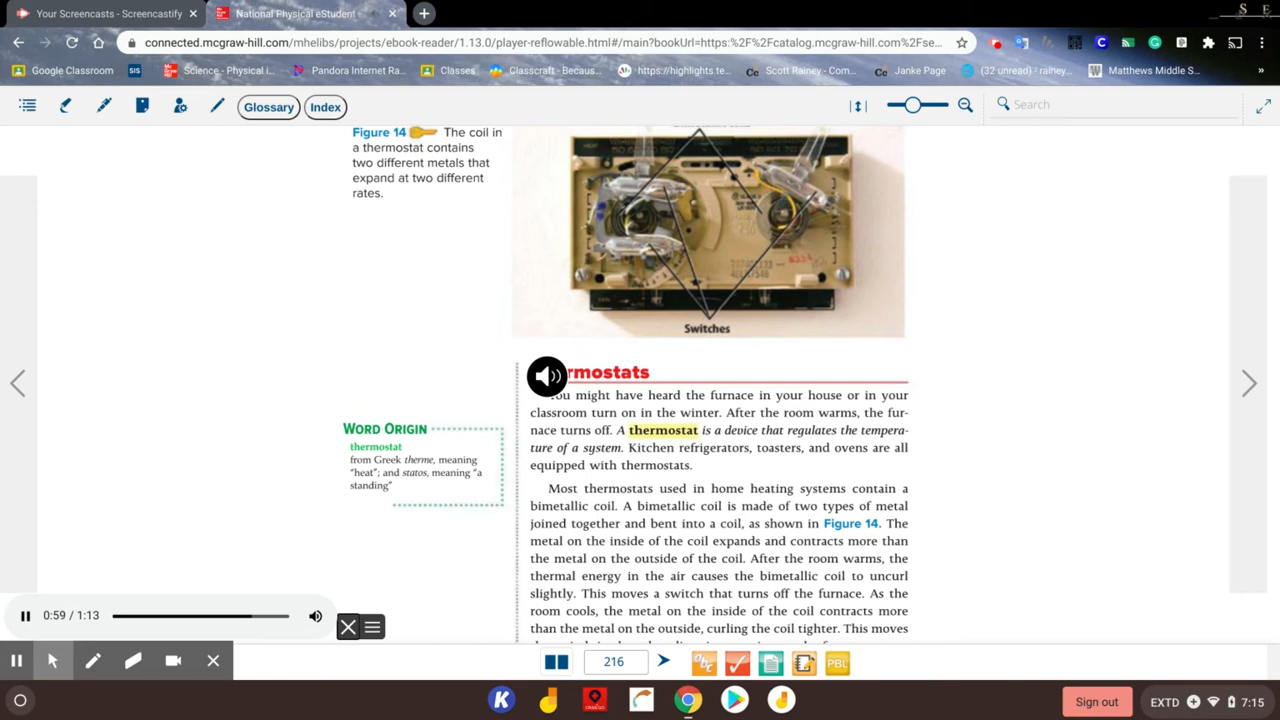 Your Screencasts - Screencastify
National Physical eStudent
S E
connected.mcgraw-hill.com/mhelibs/projects/ebook-reader/1.13.0/player-reflowable.html#/main?bookUrl=https:%2F%2Fcatalog.mcgraw-hill.com%2Fse...
Google Classroom
SIS
Science - Physical i...
Pandora Internet Ra...
Classes
Classcraft - Becaus...
https://highlights.te...
Scott Rainey - Com...
Janke Page
(32 unread) - rainey...
Matthews Middle S...
»
Glossary
Index
Search
Figure 14 The coil in
a thermostat contains
two different metals that
expand at two different
rates.
Switches
rmostats
You might have heard the furnace in your house or in your
classroom turn on in the winter. After the room warms, the fur-
nace turns off. A thermostat is a device that regulates the tempera-
ture of a system. Kitchen refrigerators, toasters, and ovens are all
equipped with thermostats.
WORD ORIGIN
thermostat
from Greek therme, meaning
"heat"; and statos, meaning "a
standing"
Most thermostats used in home heating systems contain a
bimetallic coil. A bimetallic coil is made of two types of metal
joined together and bent into a coil, as shown in Figure 14. The
metal on the inside of the coil expands and contracts more than
the metal on the outside of the coil. After the room warms, the
thermal energy in the air causes the bimetallic coil to uncurl
slightly. This moves a switch that turns off the furnace. As the
room cools, the metal on the inside of the coil contracts more
than the metal on the outside, curling the coil tighter. This moves
0:59 / 1:13
216
abc
PBL
K
Sign out
EXTD
7:15